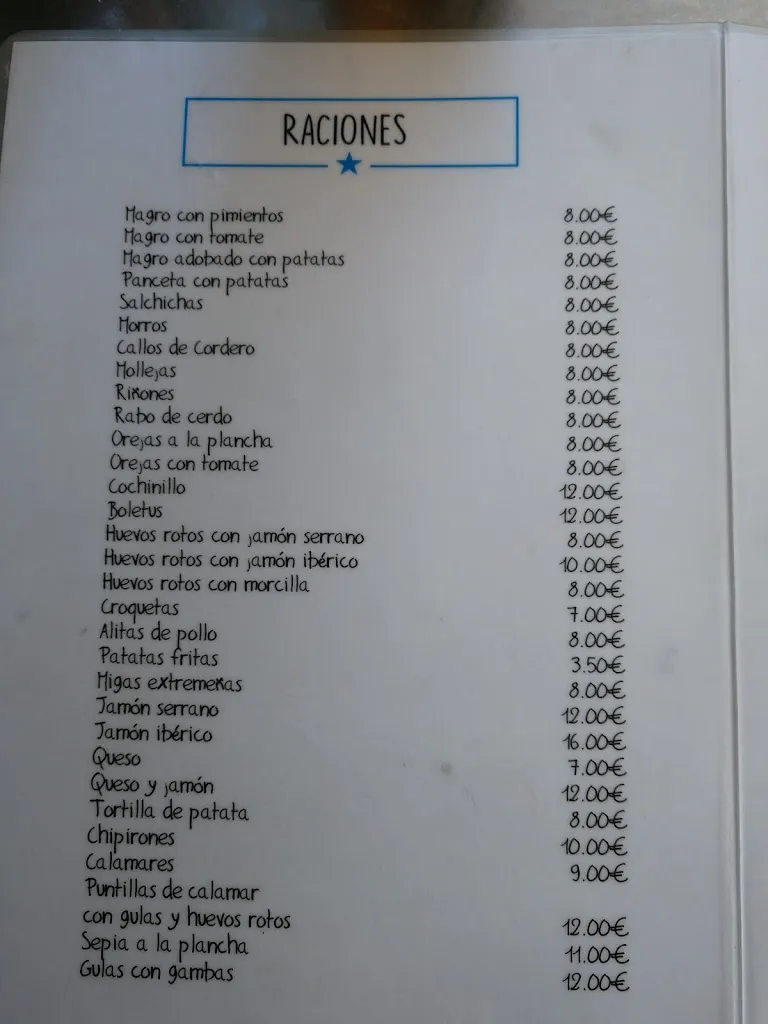 RACIONES
Magro con pimientos 8.00€
Magro con tomate 8.00€
Magro adobado con patatas 8.00€
Panceta con patatas 8.00€
Salchichas 8.00€
Morros 8.00€
Callos de Cordero 8.00€
Mollejas 8.00€
Riñones 8.00€
Rabo de cerdo 8.00€
Orejas a la plancha 8.00€
Orejas con tomate 8.00€
Cochinillo 12.00€
Boletus 12.00€
Huevos rotos con jamón serrano 8.00€
Huevos rotos con jamón ibérico 10.00€
Huevos rotos con morcilla 8.00€
Croquetas 7.00€
Alitas de pollo 8.00€
Patatas fritas 3.50€
Migas extremeñas 8.00€
Jamón serrano 12.00€
Jamón ibérico 16.00€
Queso 7.00€
Queso y jamón 12.00€
Tortilla de patata 8.00€
Chipirones 10.00€
Calamares 9.00€
Puntillas de calamar
con gulas y huevos rotos 12.00€
Sepia a la plancha 11.00€
Gulas con gambas 12.00€